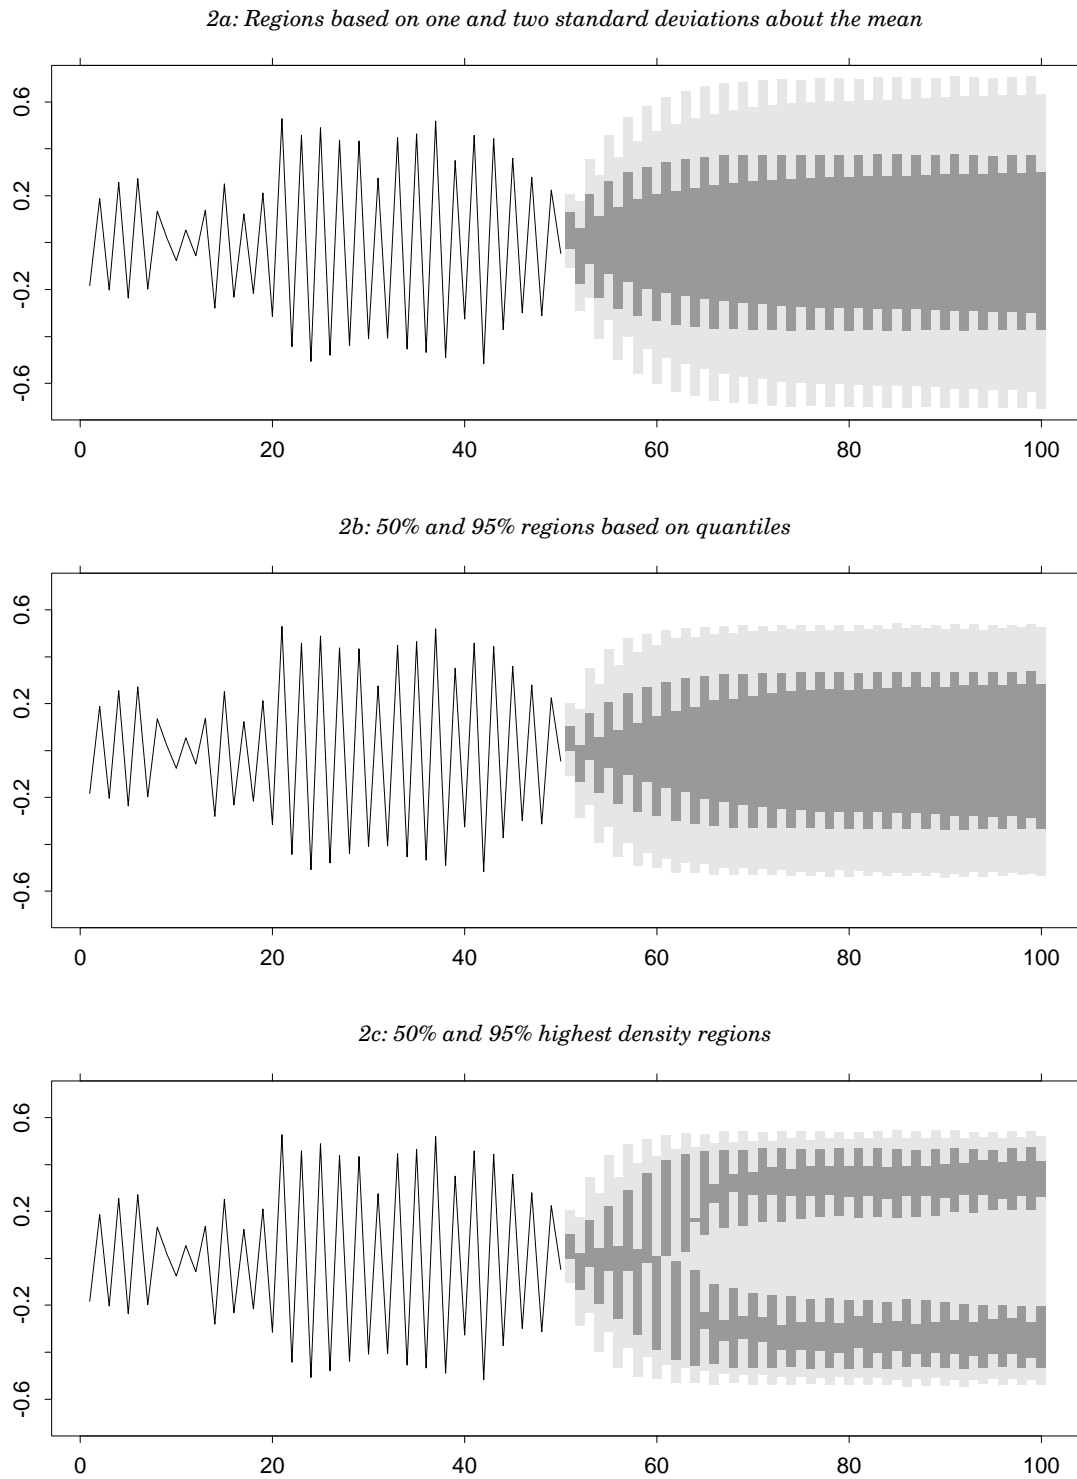 2a: Regions based on one and two standard deviations about the mean
0.6
0.2
-0.2
-0.6
0 20 40 60 80 100
2b: 50% and 95% regions based on quantiles
0.6
0.2
-0.2
-0.6
0 20 40 60 80 100
2c: 50% and 95% highest density regions
0.6
0.2
-0.2
-0.6
0 20 40 60 80 100